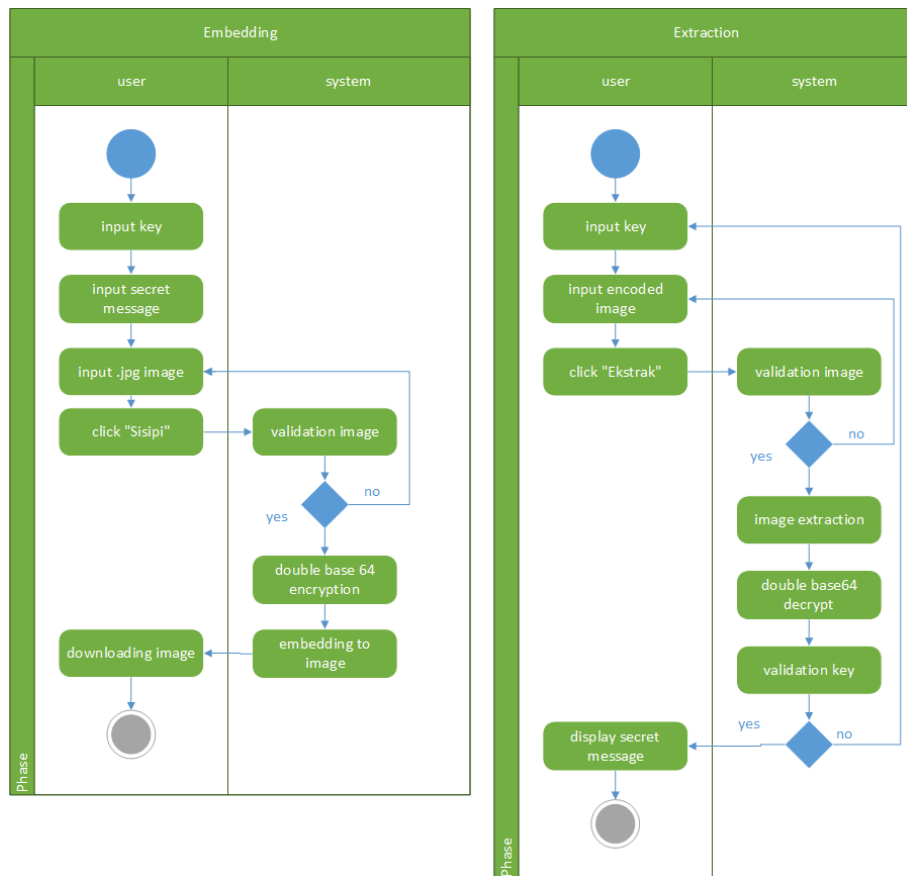 Embedding
user
system
input key
input secret
message
input .jpg image
click "Sisipi"
validation image
no
yes
double base 64
encryption
embedding to
image
downloading image
Phase
Extraction
user
system
input key
input encoded
image
click "Ekstrak"
validation image
no
yes
image extraction
double base64
decrypt
validation key
yes
no
display secret
message
Phase